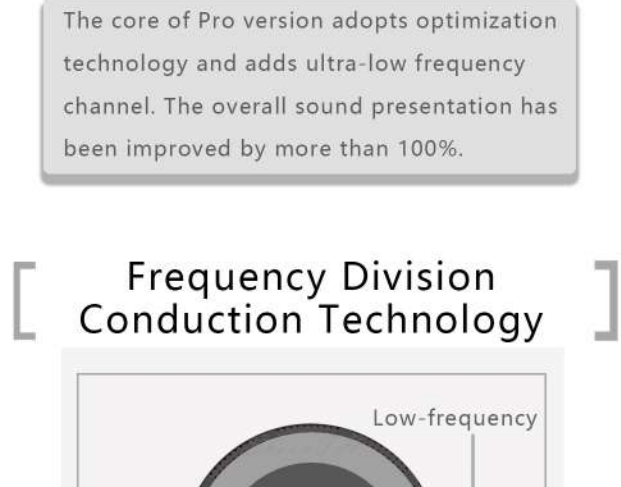 The core of Pro version adopts optimization
technology and adds ultra-low frequency
channel. The overall sound presentation has
been improved by more than 100%.
[ Frequency Division
Conduction Technology ]
Low-frequency